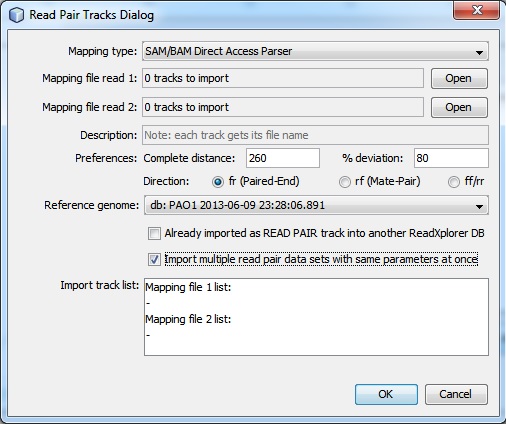 Read Pair Tracks Dialog
Mapping type: SAM/BAM Direct Access Parser
Mapping file read 1: 0 tracks to import Open
Mapping file read 2: 0 tracks to import Open
Description: Note: each track gets its file name
Preferences: Complete distance: 260 % deviation: 80
Direction: fr (Paired-End) rf (Mate-Pair) ff/rr
Reference genome: db: PAO1 2013-06-09 23:28:06.891
Already imported as READ PAIR track into another ReadXplorer DB
Import multiple read pair data sets with same parameters at once
Import track list: Mapping file 1 list:
-
Mapping file 2 list:
-
OK Cancel